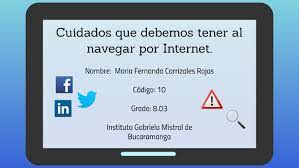 Cuidados que debemos tener al
navegar por Internet.
Nombre: Maria Fernanda Carrizales Rojas
Código: 10
Grado: 8.03
Instituto Gabriela Mistral de
Bucaramanga